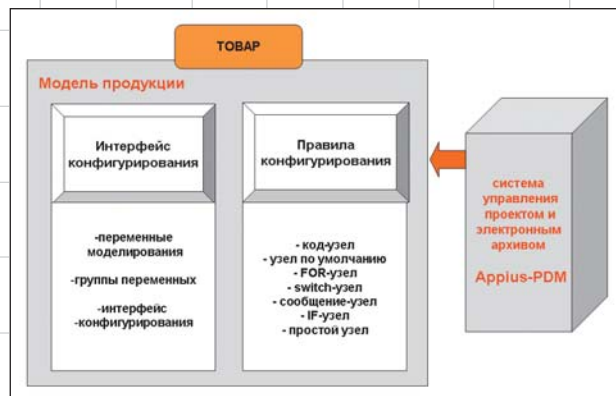 ТОВАР
Модель продукции
Интерфейс
конфигурирования
-переменные
моделирования
-группы переменных
-интерфейс
-конфигурирования
Правила
конфигурирования
- код-узел
- узел по умолчанию
- FOR-узел
- switch-узел
- сообщение-узел
- IF-узел
- простой узел
система
управления
проектом и
электронным
архивом
Appius-PDM